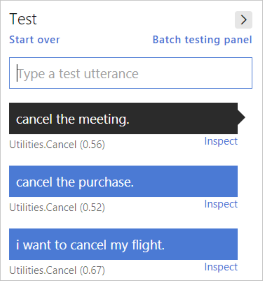 Test
Start over
Batch testing panel
Type a test utterance
cancel the meeting.
Utilities.Cancel (0.56)
Inspect
cancel the purchase.
Utilities.Cancel (0.52)
Inspect
i want to cancel my flight.
Utilities.Cancel (0.67)
Inspect